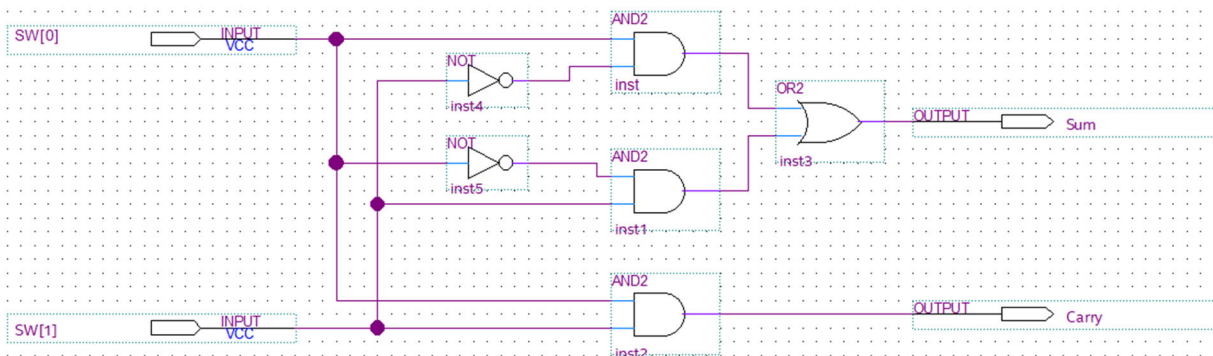 AND2
SW[0]
INPUT
VCC
NOT
inst
inst4
OR2
OUTPUT
Sum
NOT
AND2
inst3
inst5
inst1
AND2
SW[1]
INPUT
VCC
OUTPUT
Carry
inst2